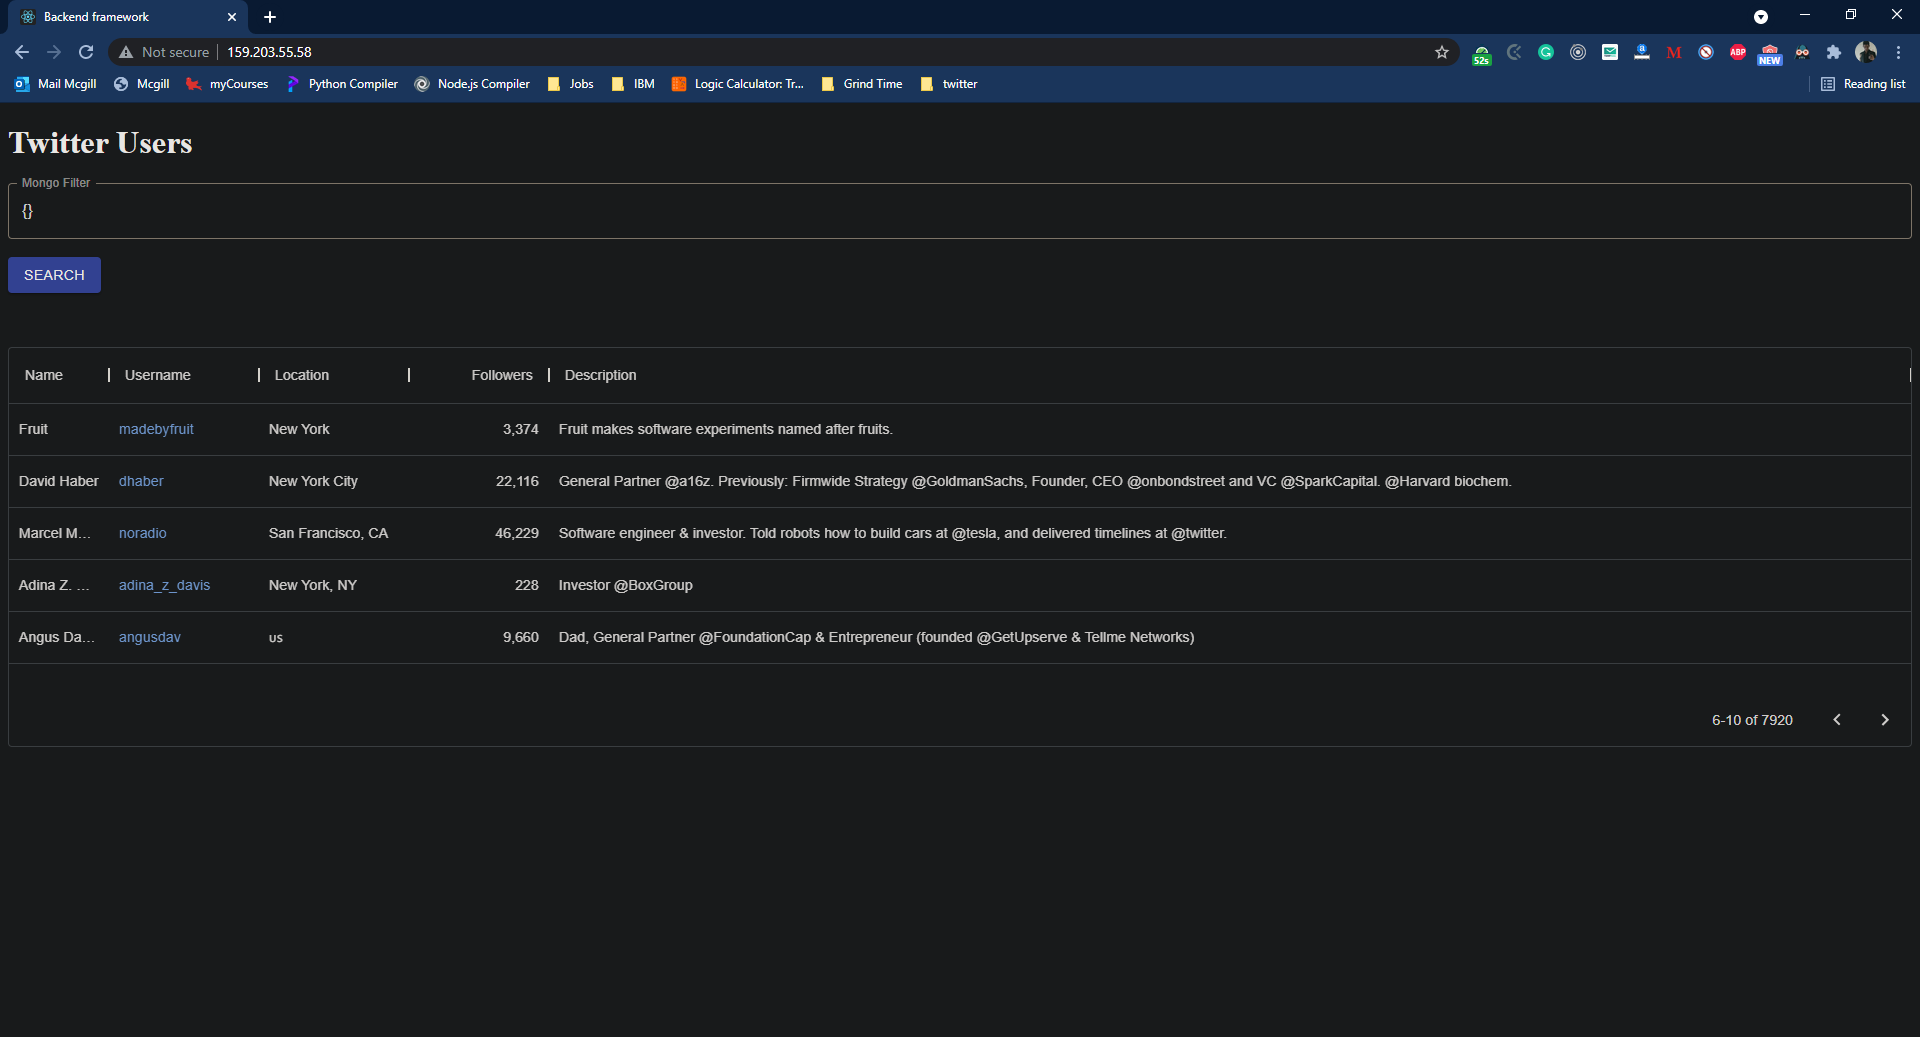 Backend framework
Not secure 159.203.55.58
52s
M
ABP
NEW
Mail Mcgill Mcgill myCourses Python Compiler Node.js Compiler Jobs IBM Logic Calculator: Tr... Grind Time twitter Reading list
Twitter Users
Mongo Filter
{}
SEARCH
Name Username Location Followers Description
Fruit madebyfruit New York 3,374 Fruit makes software experiments named after fruits.
David Haber dhaber New York City 22,116 General Partner @a16z. Previously: Firmwide Strategy @GoldmanSachs, Founder, CEO @onbondstreet and VC @SparkCapital. @Harvard biochem.
Marcel M... noradio San Francisco, CA 46,229 Software engineer & investor. Told robots how to build cars at @tesla, and delivered timelines at @twitter.
Adina Z. ... adina_z_davis New York, NY 228 Investor @BoxGroup
Angus Da... angusdav us 9,660 Dad, General Partner @FoundationCap & Entrepreneur (founded @GetUpserve & Tellme Networks)
6-10 of 7920